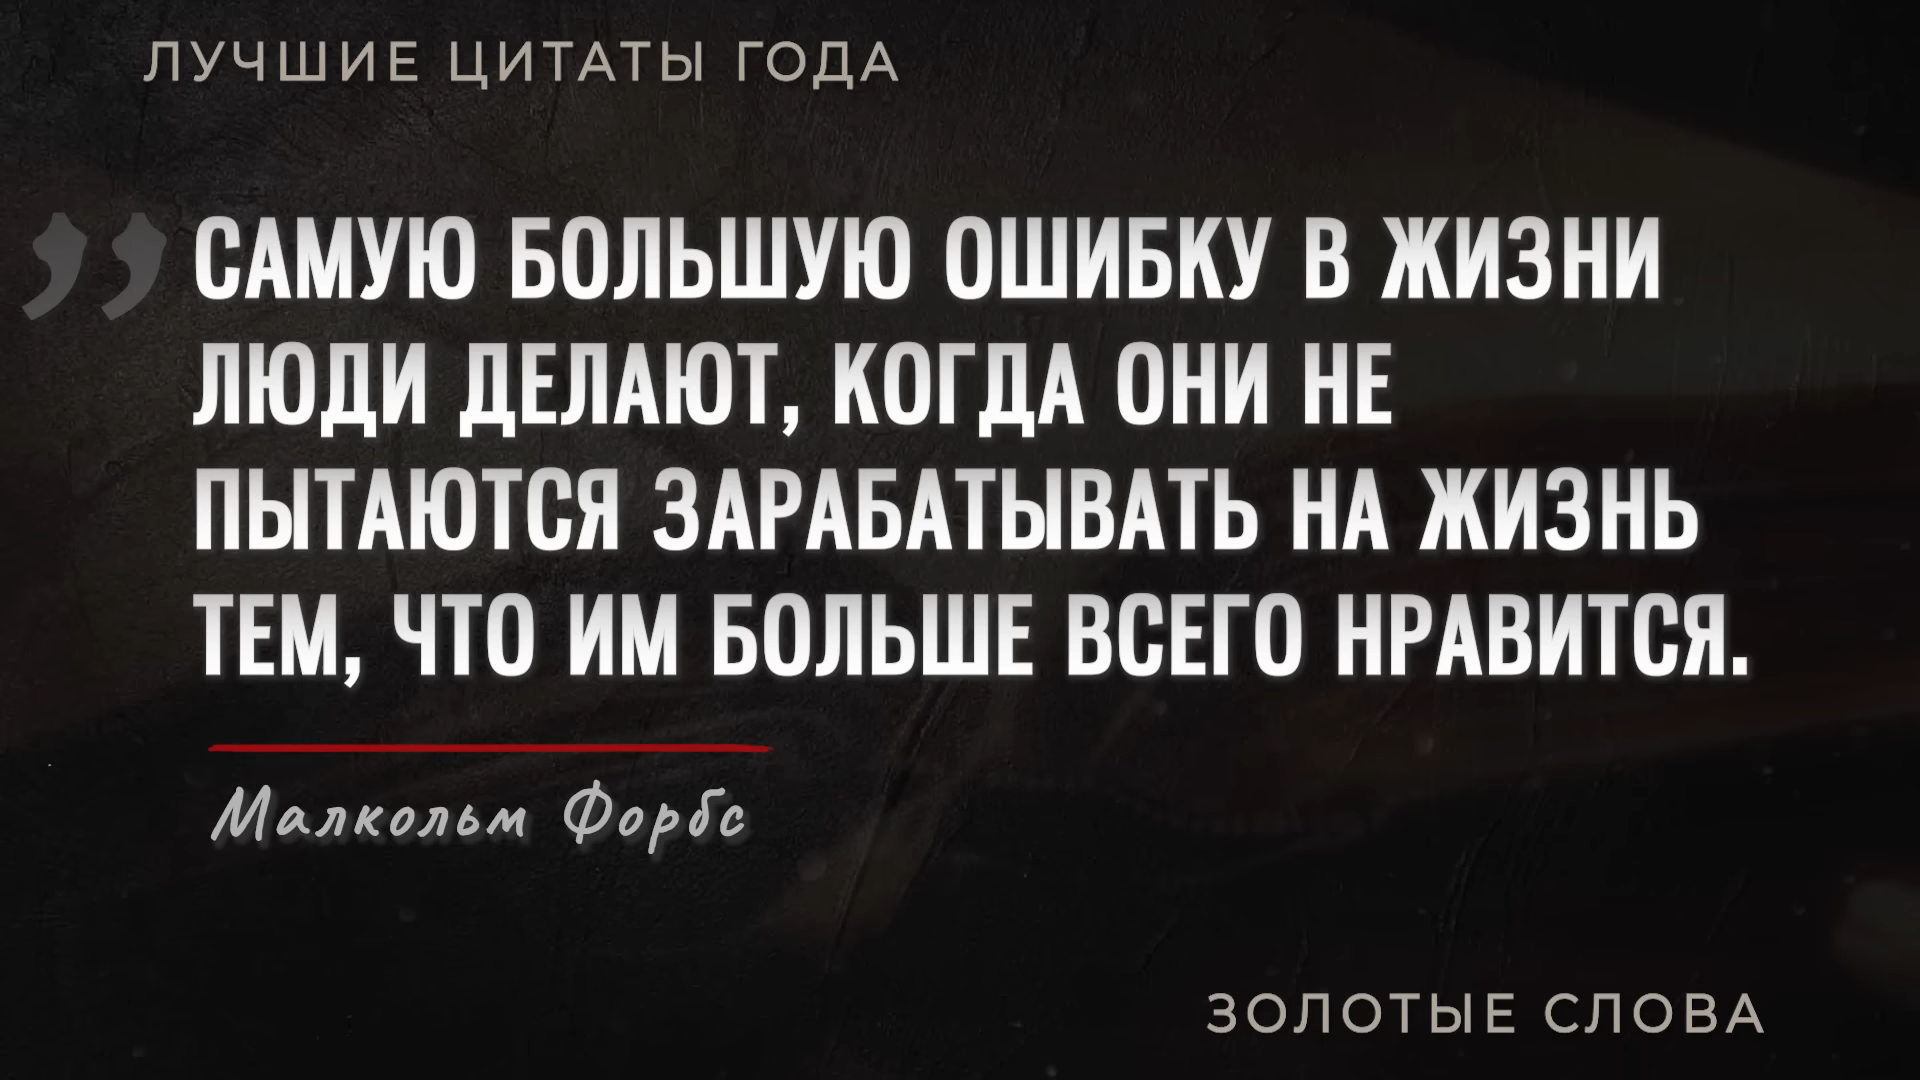 ЛУЧШИЕ ЦИТАТЫ ГОДА
” САМУЮ БОЛЬШУЮ ОШИБКУ В ЖИЗНИ
ЛЮДИ ДЕЛАЮТ, КОГДА ОНИ НЕ
ПЫТАЮТСЯ ЗАРАБАТЫВАТЬ НА ЖИЗНЬ
ТЕМ, ЧТО ИМ БОЛЬШЕ ВСЕГО НРАВИТСЯ.
Малкольм Форбс
ЗОЛОТЫЕ СЛОВА